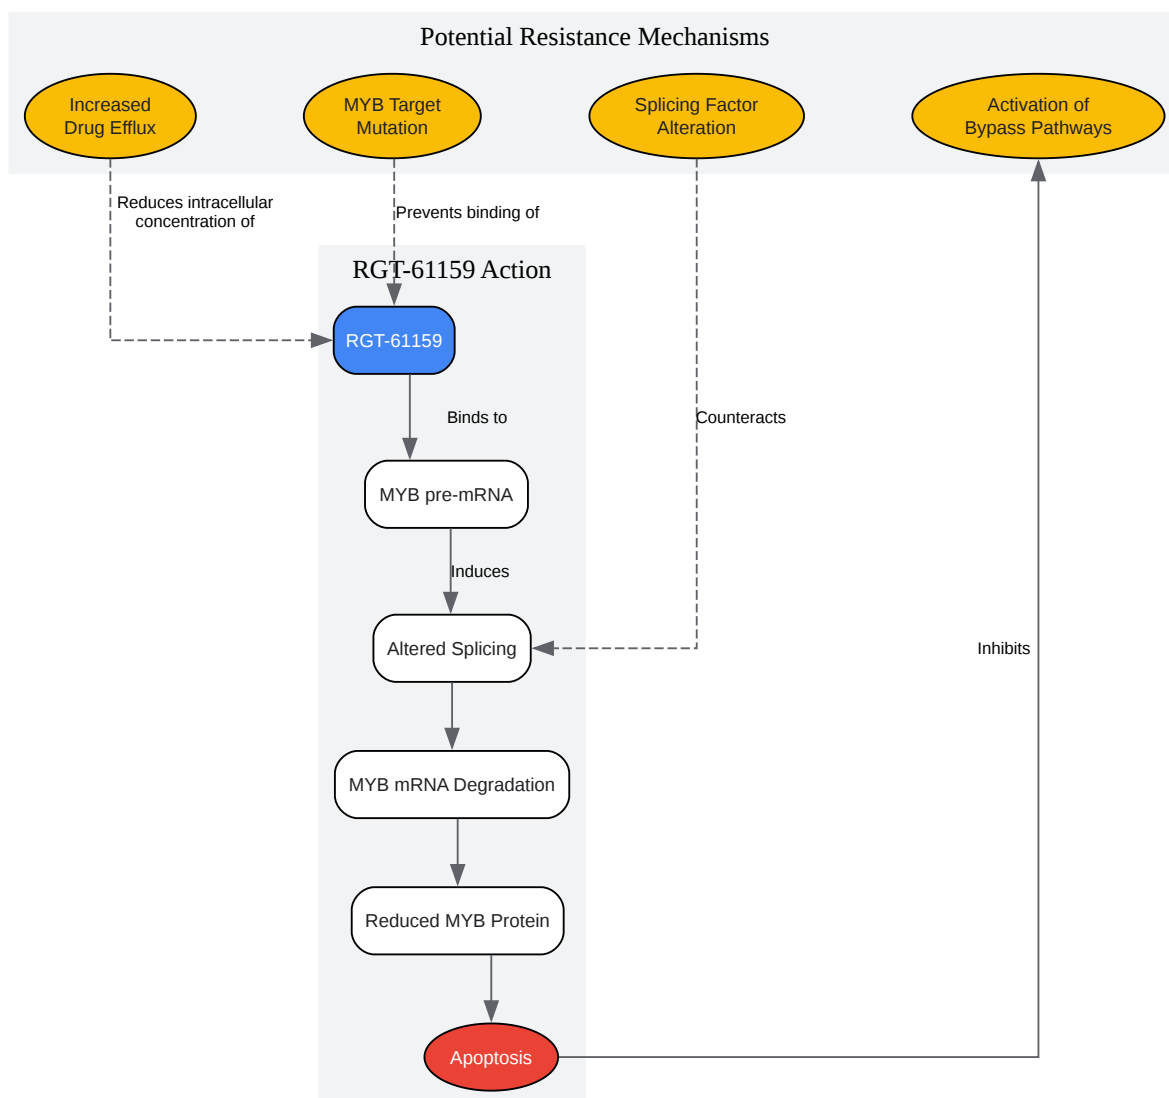 Potential Resistance Mechanisms
Increased
Drug Efflux
MYB Target
Mutation
Splicing Factor
Alteration
Activation of
Bypass Pathways
Reduces intracellular
concentration of
Prevents binding of
RGT-61159 Action
RGT-61159
Binds to
Counteracts
MYB pre-mRNA
Induces
Altered Splicing
Inhibits
MYB mRNA Degradation
Reduced MYB Protein
Apoptosis